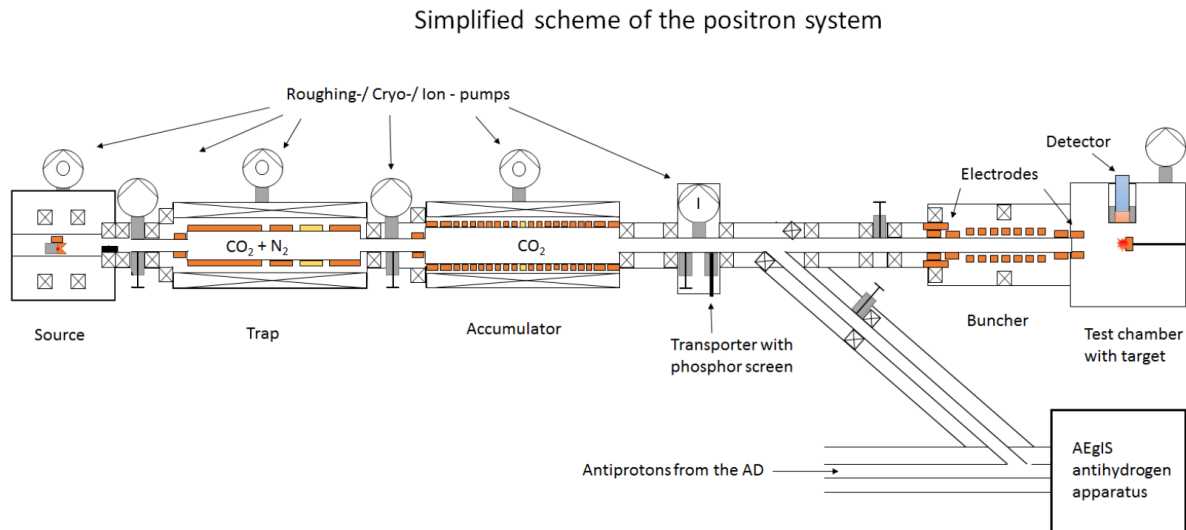 Simplified scheme of the positron system
Roughing-/ Cryo-/ Ion - pumps
Detector
Electrodes
I
CO₂ + N₂
CO₂
Source
Trap
Accumulator
Transporter with
phosphor screen
Buncher
Test chamber
with target
Antiprotons from the AD
AEgIS
antihydrogen
apparatus